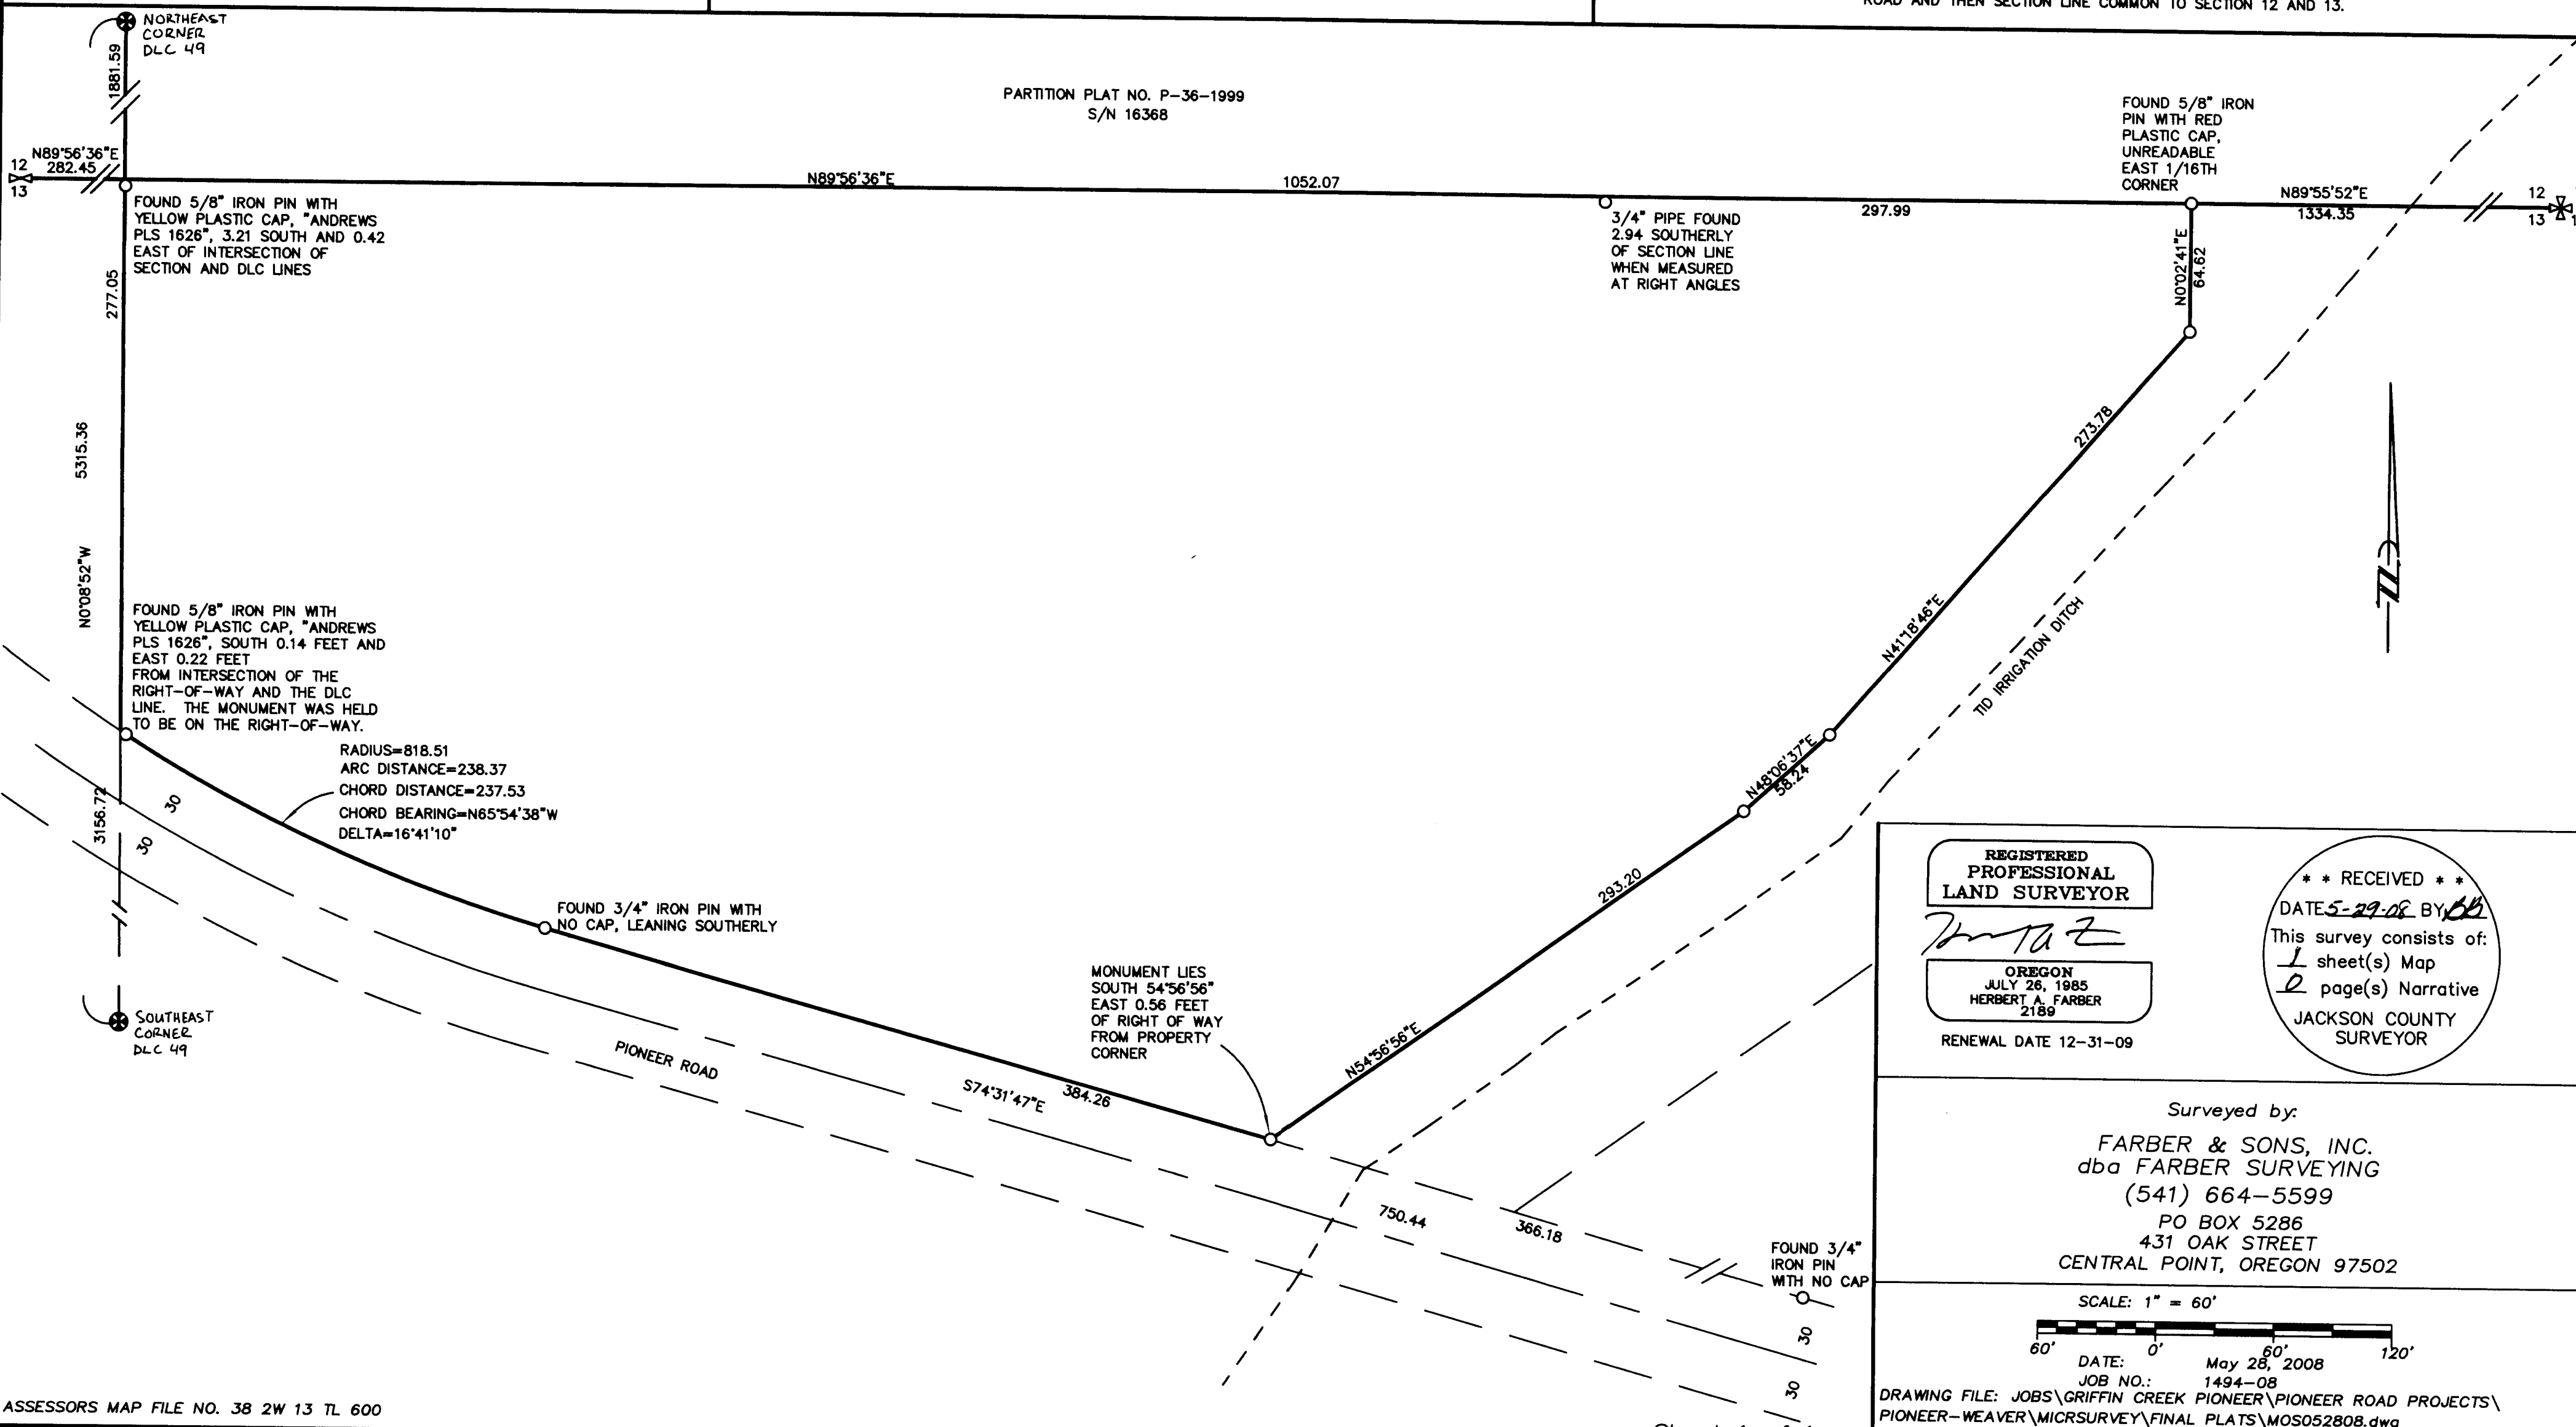 ROAD AND THEN SECTION LINE COMMON TO SECTION 12 AND 13.
NORTHEAST
CORNER
DLC 49
1881.59
PARTITION PLAT NO. P-36-1999
S/N 16368
FOUND 5/8" IRON
PIN WITH RED
PLASTIC CAP,
UNREADABLE
EAST 1/16TH
CORNER
N89°56'36"E
282.45
12
13
N89°56'36"E
1052.07
297.99
N89°55'52"E
1334.35
12
13
FOUND 5/8" IRON PIN WITH
YELLOW PLASTIC CAP, "ANDREWS
PLS 1626", 3.21 SOUTH AND 0.42
EAST OF INTERSECTION OF
SECTION AND DLC LINES
3/4" PIPE FOUND
2.94 SOUTHERLY
OF SECTION LINE
WHEN MEASURED
AT RIGHT ANGLES
N0°02'41"E
64.62
277.05
5315.36
N0°08'52"W
273.78
N41°18'46"E
TID IRRIGATION DITCH
FOUND 5/8" IRON PIN WITH
YELLOW PLASTIC CAP, "ANDREWS
PLS 1626", SOUTH 0.14 FEET AND
EAST 0.22 FEET
FROM INTERSECTION OF THE
RIGHT-OF-WAY AND THE DLC
LINE. THE MONUMENT WAS HELD
TO BE ON THE RIGHT-OF-WAY.
RADIUS=818.51
ARC DISTANCE=238.37
CHORD DISTANCE=237.53
CHORD BEARING=N65°54'38"W
DELTA=16°41'10"
3156.72
30
30
N48°06'37"E
58.24
293.20
N54°56'56"E
FOUND 3/4" IRON PIN WITH
NO CAP, LEANING SOUTHERLY
MONUMENT LIES
SOUTH 54°56'56"
EAST 0.56 FEET
OF RIGHT OF WAY
FROM PROPERTY
CORNER
SOUTHEAST
CORNER
DLC 49
PIONEER ROAD
S74°31'47"E
384.26
750.44
366.18
FOUND 3/4"
IRON PIN
WITH NO CAP
30
30
REGISTERED
PROFESSIONAL
LAND SURVEYOR
OREGON
JULY 26, 1985
HERBERT A. FARBER
2189
RENEWAL DATE 12-31-09
* * RECEIVED * *
DATE 5-29-08 BY BB
This survey consists of:
1 sheet(s) Map
0 page(s) Narrative
JACKSON COUNTY
SURVEYOR
Surveyed by:
FARBER & SONS, INC.
dba FARBER SURVEYING
(541) 664-5599
PO BOX 5286
431 OAK STREET
CENTRAL POINT, OREGON 97502
SCALE: 1" = 60'
60' 0' 60' 120'
DATE: May 28, 2008
JOB NO.: 1494-08
DRAWING FILE: JOBS\GRIFFIN CREEK PIONEER\PIONEER ROAD PROJECTS\
PIONEER-WEAVER\MICRSURVEY\FINAL PLATS\MOS052808.dwg
ASSESSORS MAP FILE NO. 38 2W 13 TL 600